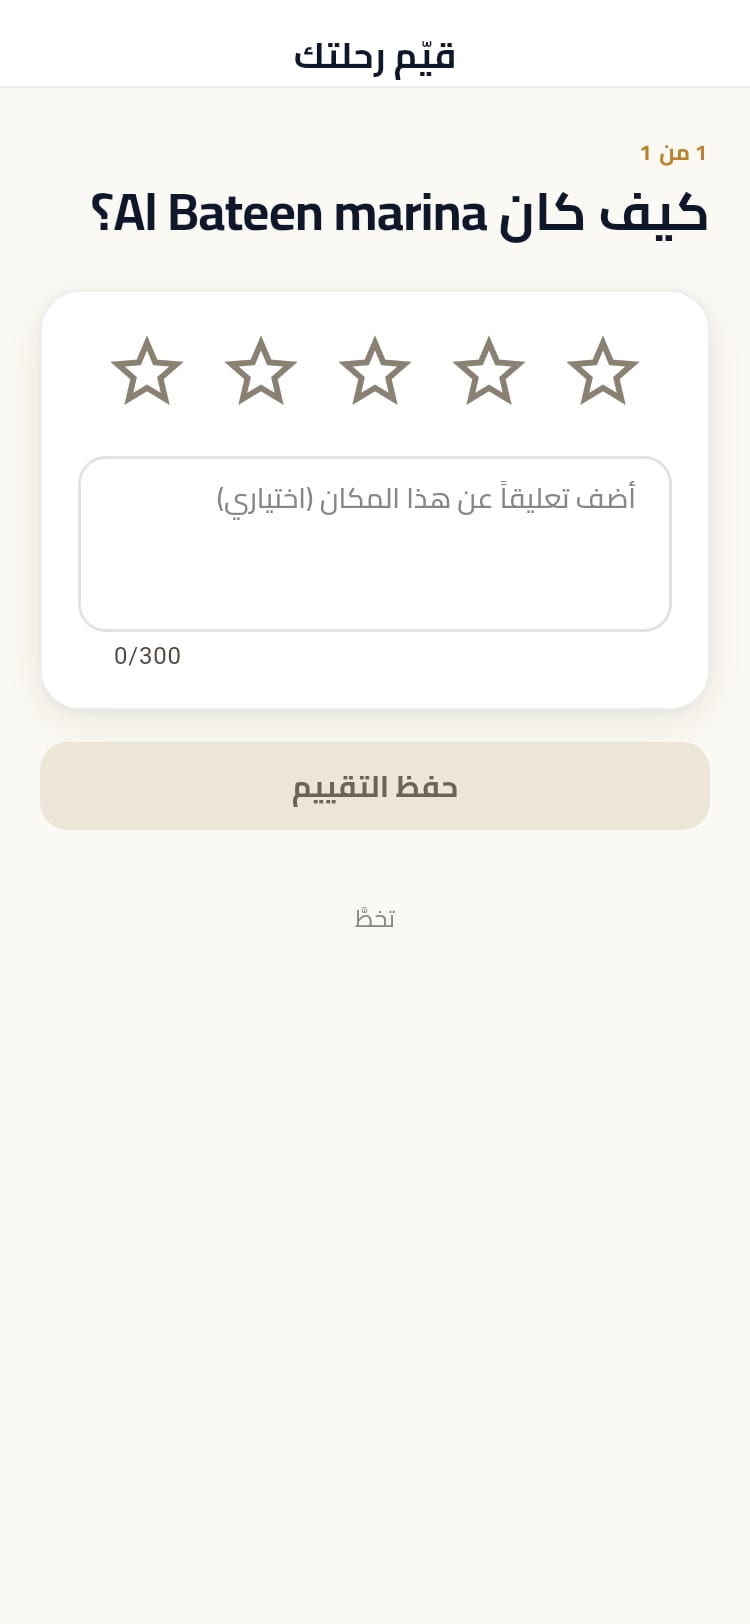 قيّم رحلتك
1 من 1
كيف كان Al Bateen marina؟
أضف تعليقاً عن هذا المكان (اختياري)
0/300
حفظ التقييم
تخطَّ